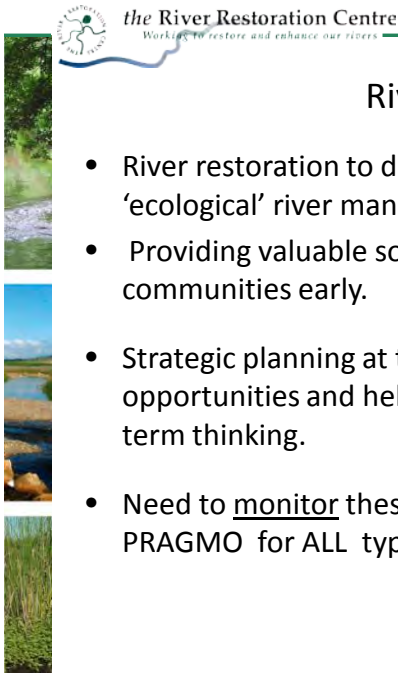 the River Restoration Centre
Working to restore and enhance our rivers
Riv
• River restoration to d
‘ecological’ river man
• Providing valuable so
communities early.
• Strategic planning at t
opportunities and hel
term thinking.
• Need to monitor thes
PRAGMO for ALL typ